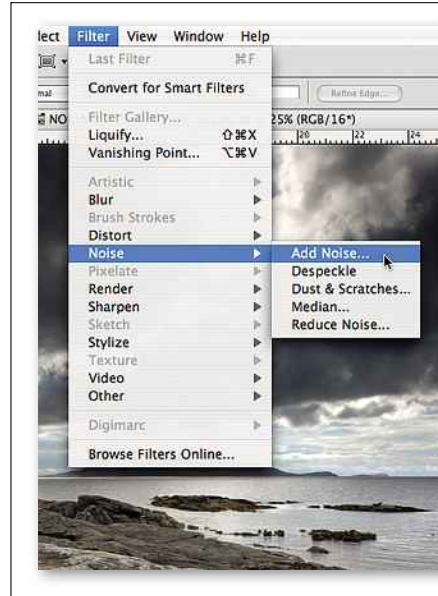 lect Filter View Window Help
Last Filter ⌘F
Convert for Smart Filters
mal
Refine Edge...
Filter Gallery...
NO
25% (RGB/16*)
Liquify... ⇧⌘X
20 22 24
Vanishing Point... ⌥⌘V
Artistic
Blur
Brush Strokes
Distort
Noise
Add Noise...
Pixelate
Despeckle
Render
Dust & Scratches...
Sharpen
Median...
Sketch
Reduce Noise...
Stylize
Texture
Video
Other
Digimarc
Browse Filters Online...